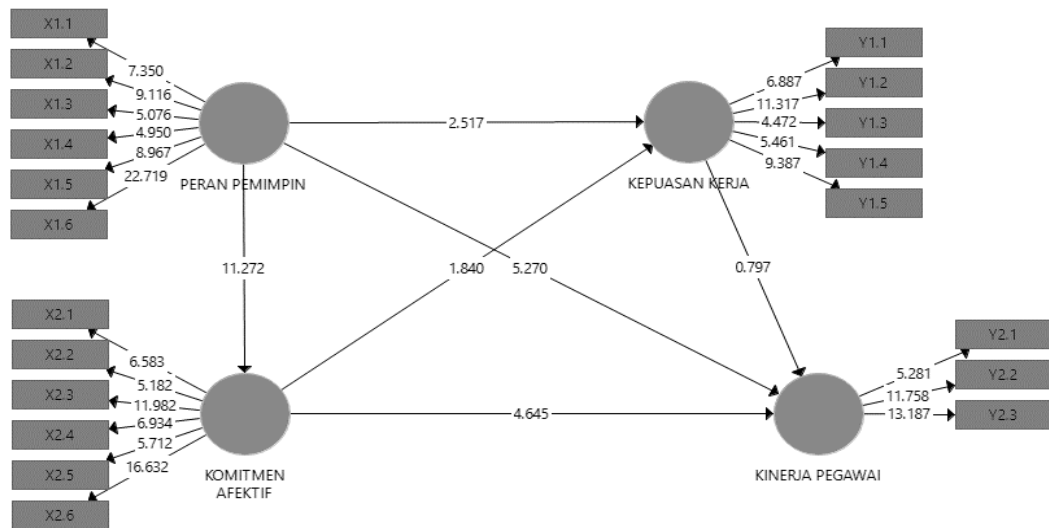 X1.1
X1.2
X1.3
X1.4
X1.5
X1.6
7.350
9.116
5.076
4.950
8.967
22.719
PERAN PEMIMPIN
2.517
KEPUASAN KERJA
6.887
11.317
4.472
5.461
9.387
Y1.1
Y1.2
Y1.3
Y1.4
Y1.5
11.272
1.840
5.270
0.797
X2.1
X2.2
X2.3
X2.4
X2.5
X2.6
6.583
5.182
11.982
6.934
5.712
16.632
KOMITMEN
AFEKTIF
4.645
KINERJA PEGAWAI
5.281
11.758
13.187
Y2.1
Y2.2
Y2.3